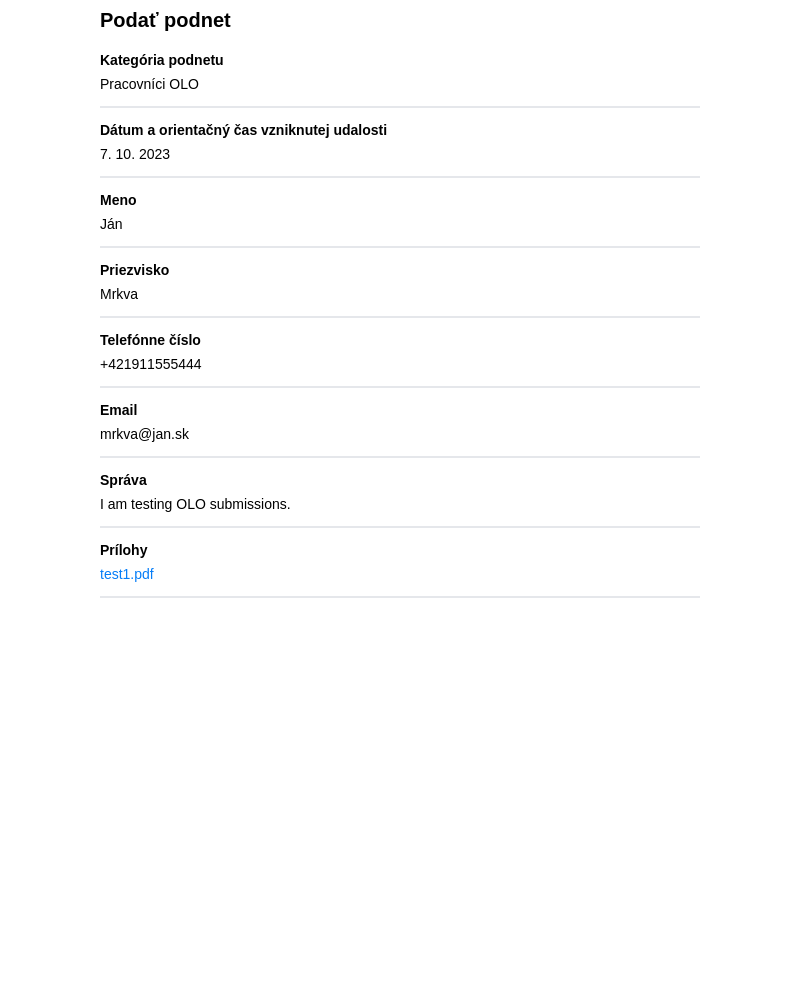 Podať podnet
Kategória podnetu
Pracovníci OLO
Dátum a orientačný čas vzniknutej udalosti
7. 10. 2023
Meno
Ján
Priezvisko
Mrkva
Telefónne číslo
+421911555444
Email
mrkva@jan.sk
Správa
I am testing OLO submissions.
Prílohy
test1.pdf